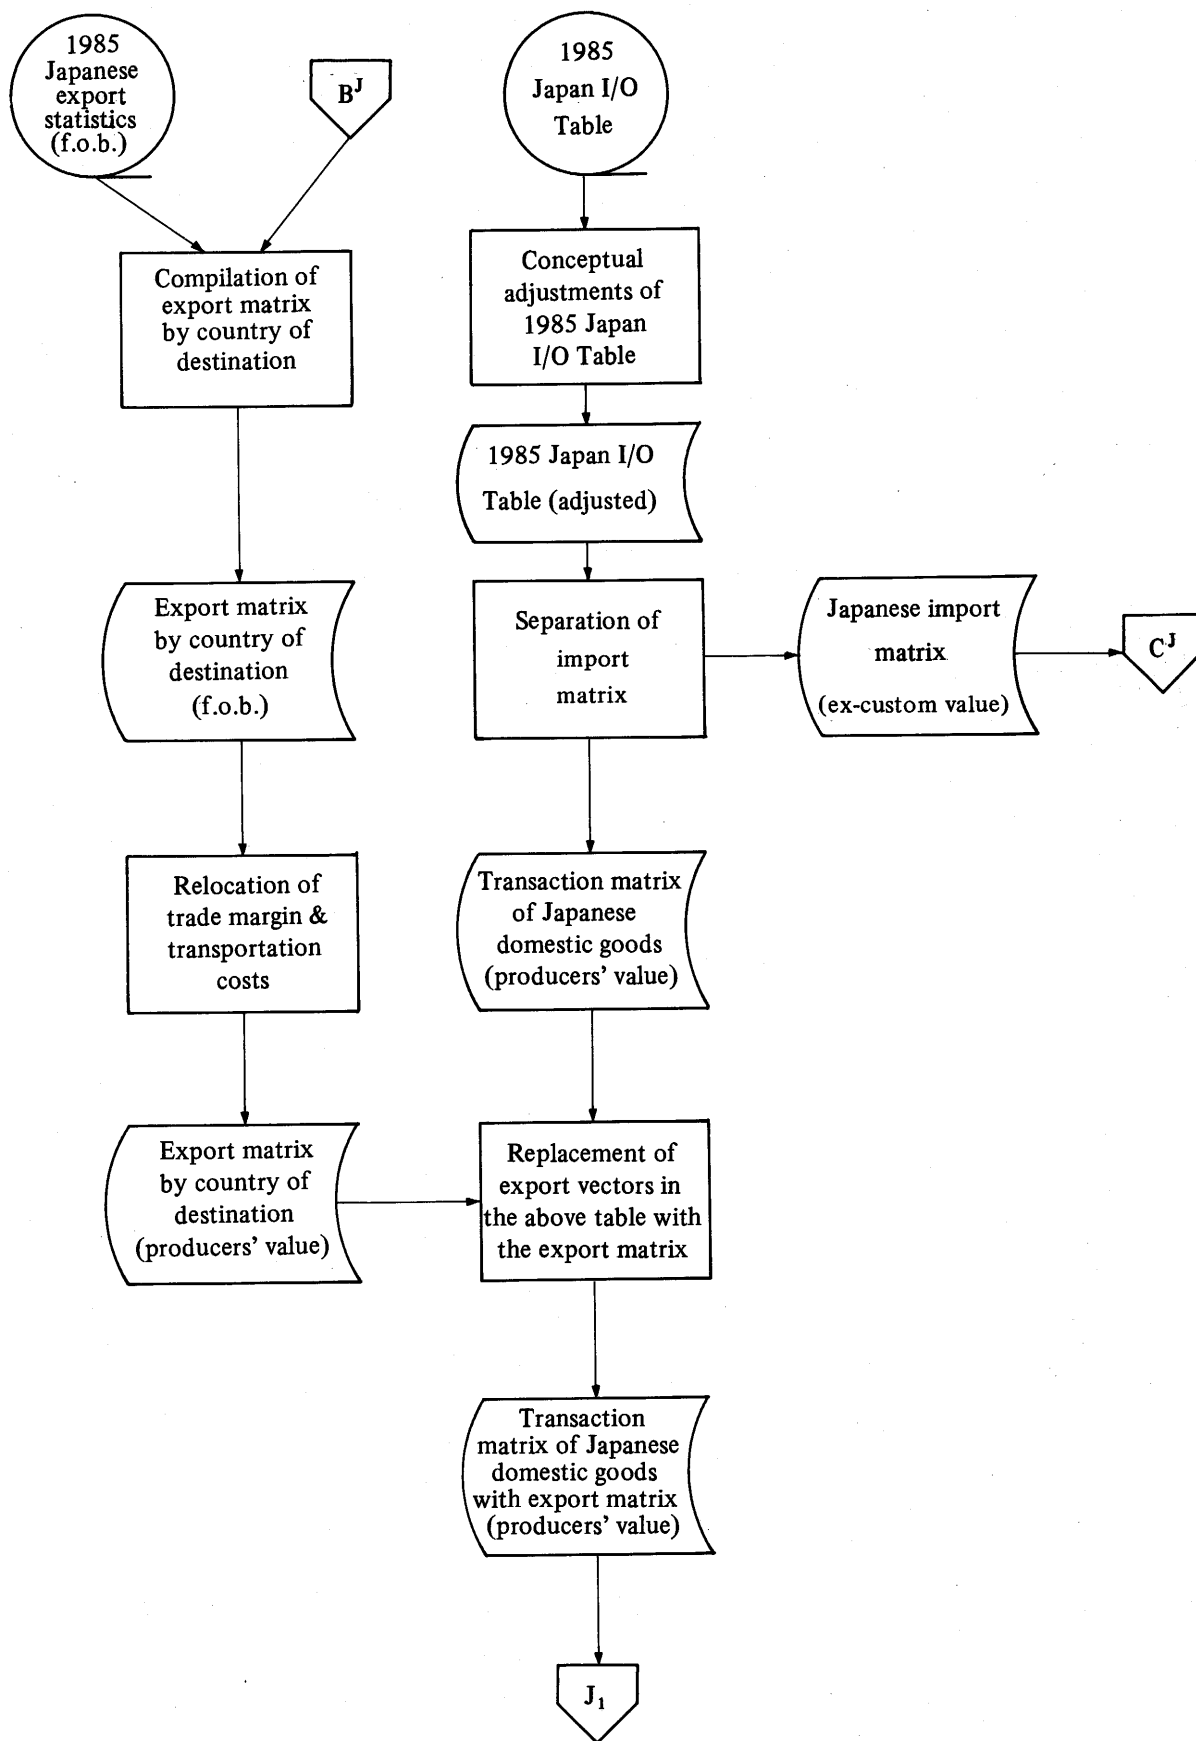 1985
Japanese
export
statistics
(f.o.b.)
Bᴶ
1985
Japan I/O
Table
Compilation of
export matrix
by country of
destination
Conceptual
adjustments of
1985 Japan
I/O Table
1985 Japan I/O
Table (adjusted)
Export matrix
by country of
destination
(f.o.b.)
Separation of
import
matrix
Japanese import
matrix
(ex-custom value)
Cᴶ
Relocation of
trade margin &
transportation
costs
Transaction matrix
of Japanese
domestic goods
(producers’ value)
Export matrix
by country of
destination
(producers’ value)
Replacement of
export vectors in
the above table with
the export matrix
Transaction
matrix of Japanese
domestic goods
with export matrix
(producers’ value)
J₁